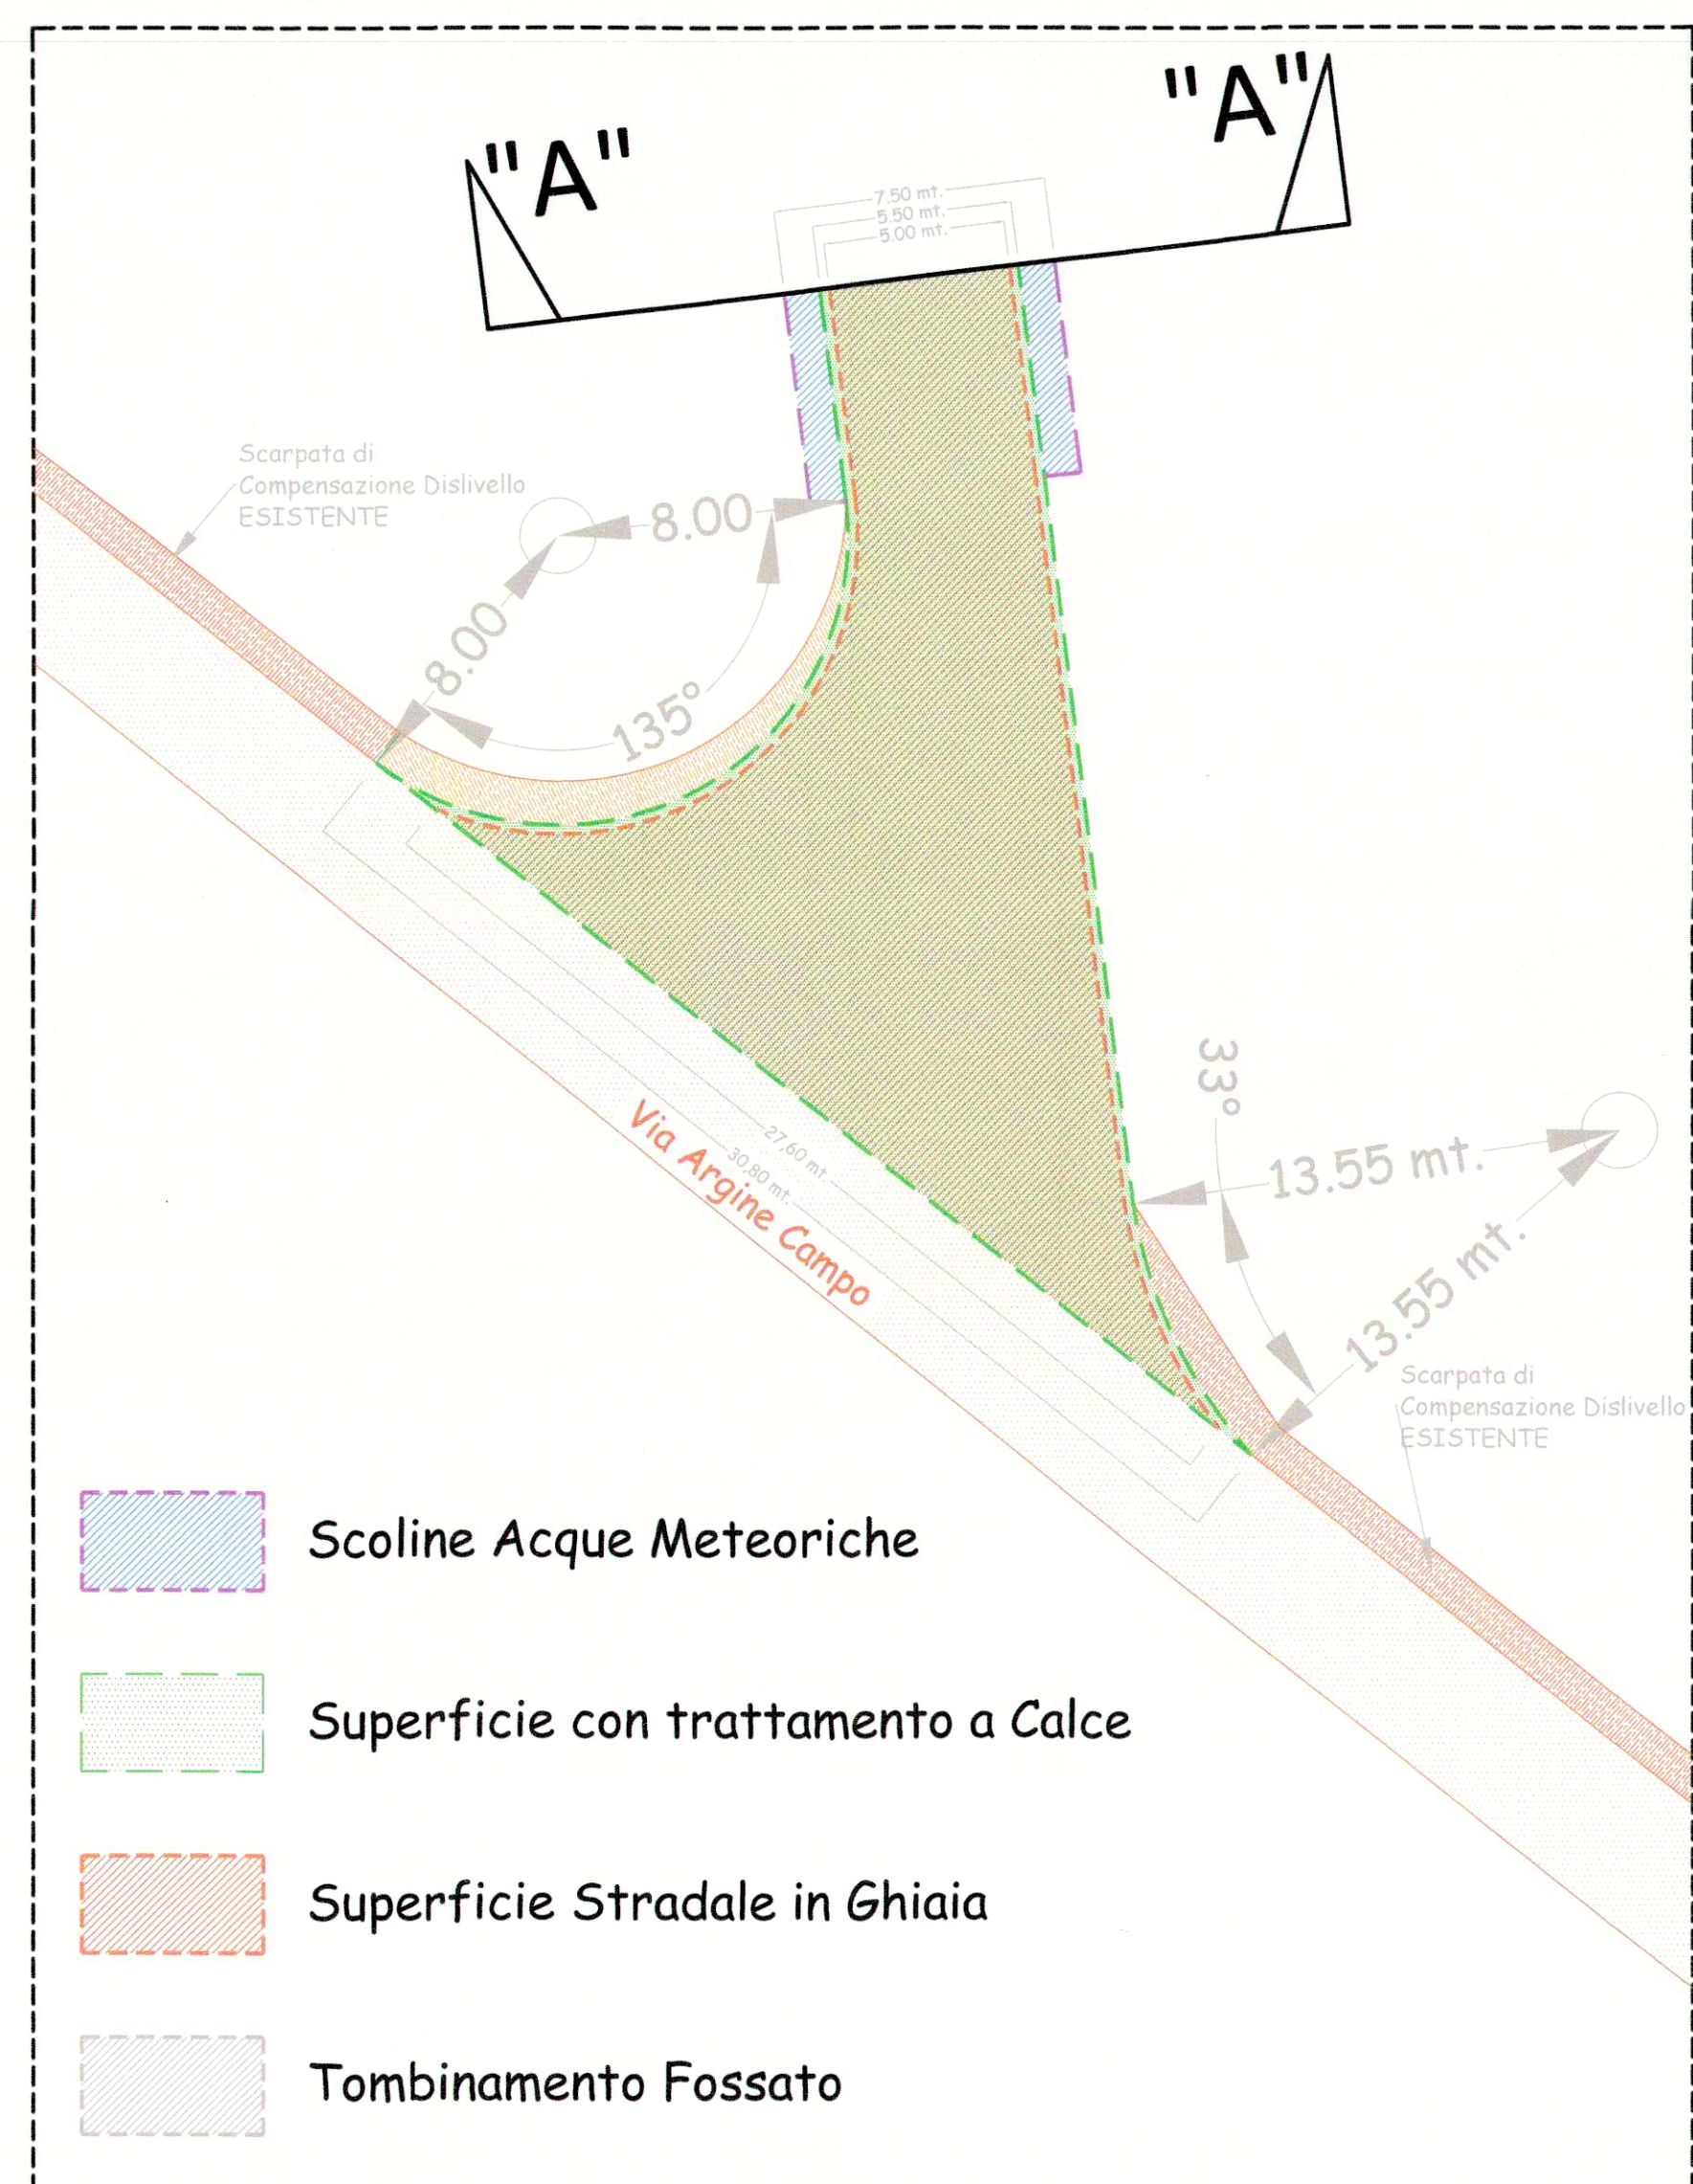 "A"
"A"
7.50 mt.
5.50 mt.
5.00 mt.
Scarpata di
Compensazione Dislivello
ESISTENTE
8.00
8.00
135°
33°
13.55 mt.
13.55 mt.
27,60 mt.
30,80 mt.
Via Argine Campo
Scarpata di
Compensazione Dislivello
ESISTENTE
Scoline Acque Meteoriche
Superficie con trattamento a Calce
Superficie Stradale in Ghiaia
Tombinamento Fossato